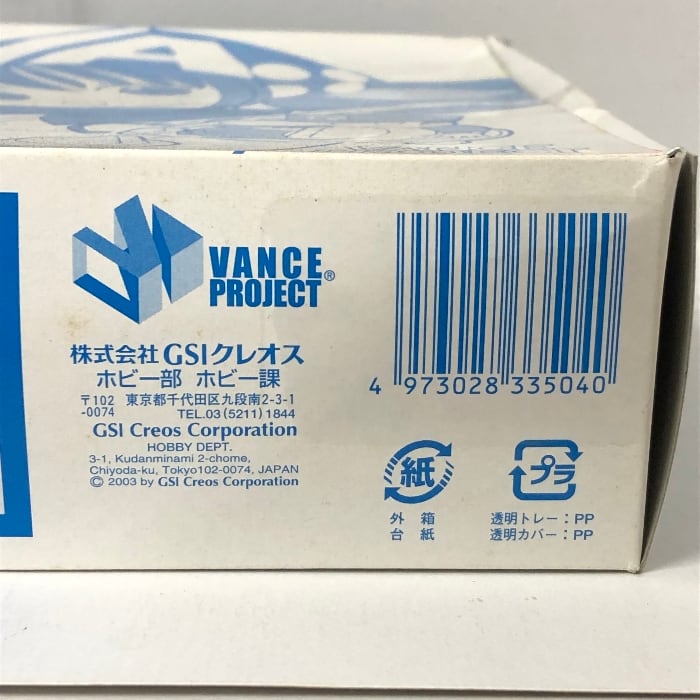 VANCE
PROJECT®
株式会社GSIクレオス
ホビー部 ホビー課
〒102-0074 東京都千代田区九段南2-3-1
TEL.03 (5211) 1844
GSI Creos Corporation
HOBBY DEPT.
3-1, Kudanminami 2-chome,
Chiyoda-ku, Tokyo102-0074, JAPAN
© 2003 by GSI Creos Corporation
4 973028 335040
紙
外箱
台紙
プラ
透明トレー:PP
透明カバー:PP